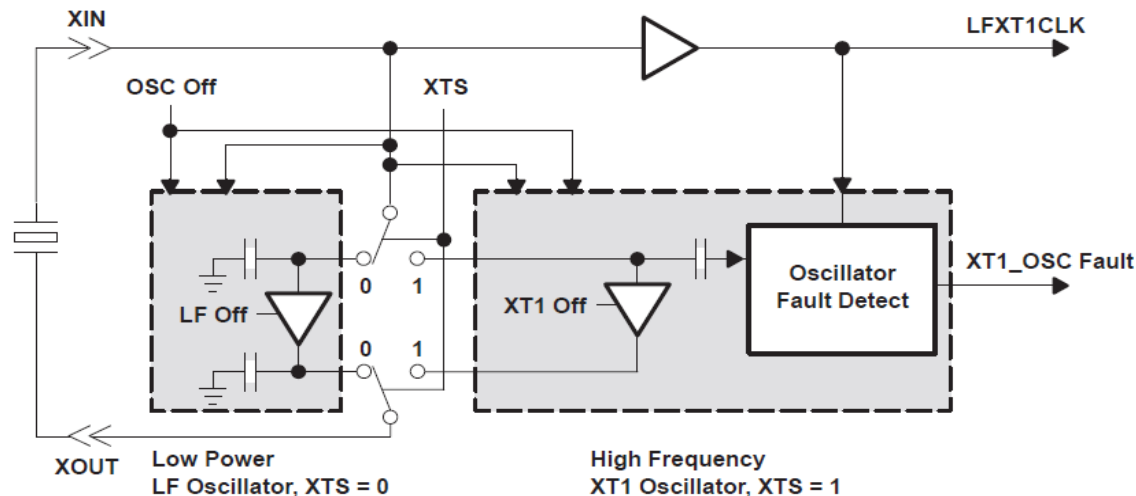 XIN
LFXT1CLK
OSC Off
XTS
0
1
Oscillator
Fault Detect
XT1_OSC Fault
LF Off
XT1 Off
0
1
XOUT
Low Power
LF Oscillator, XTS = 0
High Frequency
XT1 Oscillator, XTS = 1